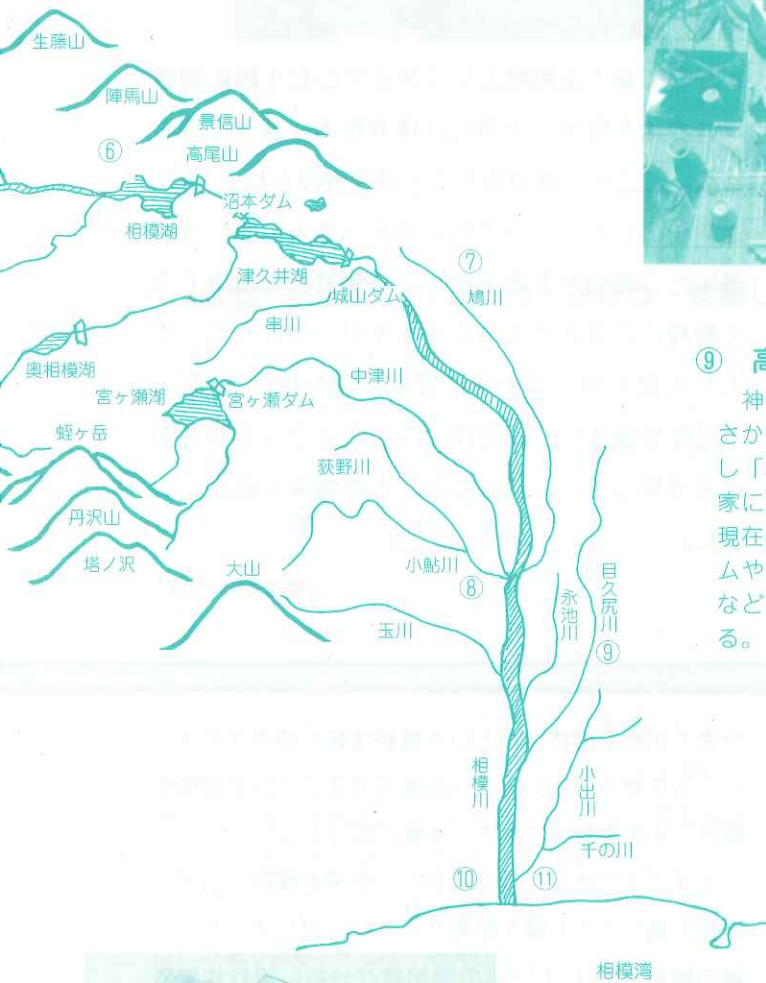 生藤山
陣馬山
景信山
⑥
高尾山
沼本ダム
相模湖
⑦
津久井湖
城山ダム
鳩川
串川
奥相模湖
中津川
宮ヶ瀬湖
宮ヶ瀬ダム
蛭ヶ岳
荻野川
丹沢山
塔ノ沢
大山
小鮎川
⑧
玉川
永池川
目久尻川
⑨
相模川
小出川
千の川
⑩
⑪
相模湾
⑨ 高
神
さか
し「
家に
現在
ムや
など
る。